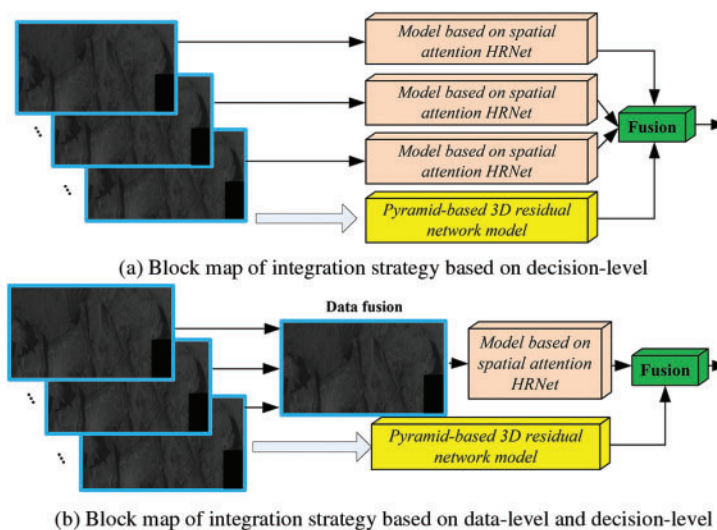 Model based on spatial
attention HRNet
Model based on spatial
attention HRNet
Model based on spatial
attention HRNet
Fusion
Pyramid-based 3D residual
network model
(a) Block map of integration strategy based on decision-level
Data fusion
Model based on
spatial attention
HRNet
Fusion
Pyramid-based 3D residual
network model
(b) Block map of integration strategy based on data-level and decision-level